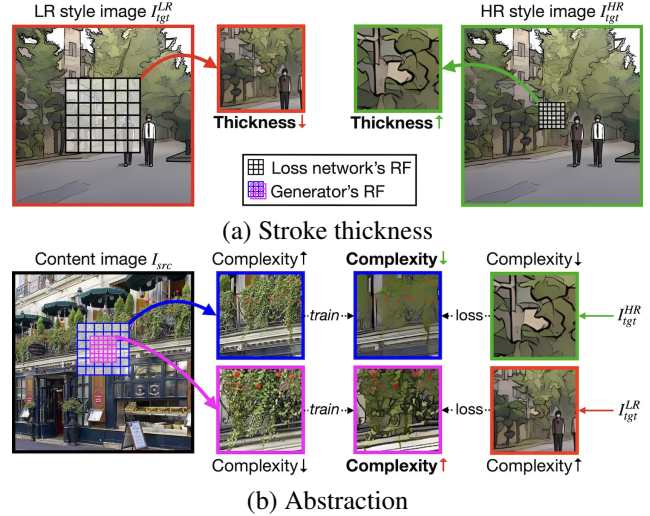 LR style image I_tgt^LR
HR style image I_tgt^HR
Thickness↓
Thickness↑
Loss network's RF
Generator's RF
(a) Stroke thickness
Content image I_src
Complexity↑
Complexity↓
Complexity↓
train
loss
I_tgt^HR
train
loss
I_tgt^LR
Complexity↓
Complexity↑
Complexity↑
(b) Abstraction